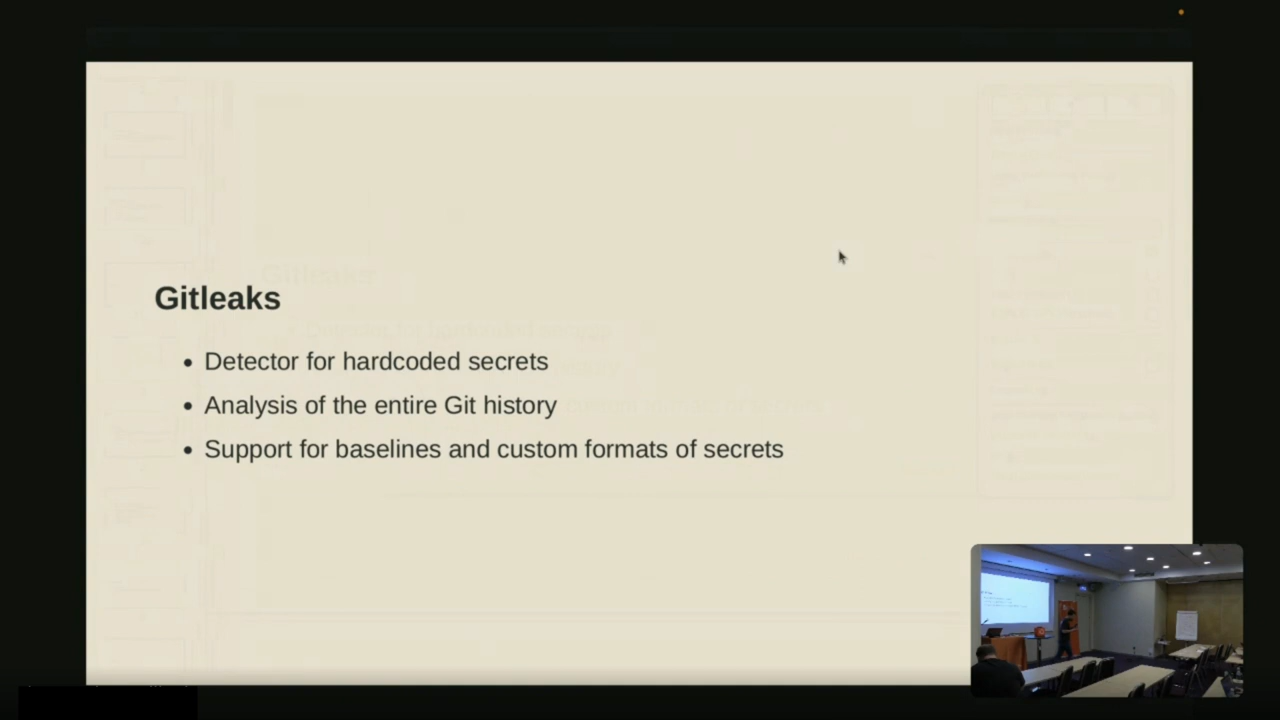 Gitleaks
• Detector for hardcoded secrets
• Analysis of the entire Git history
• Support for baselines and custom formats of secrets